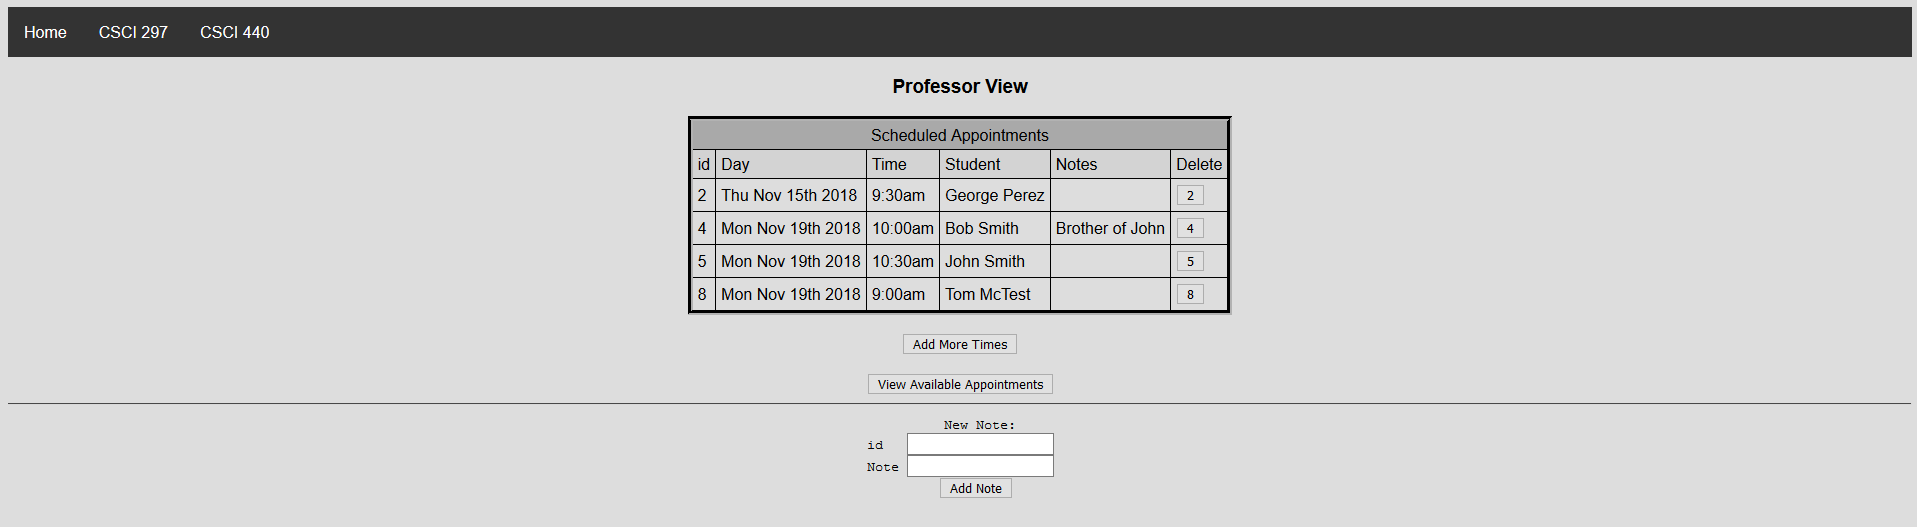 Home CSCI 297 CSCI 440
Professor View
Scheduled Appointments
id Day Time Student Notes Delete
2 Thu Nov 15th 2018 9:30am George Perez 2
4 Mon Nov 19th 2018 10:00am Bob Smith Brother of John 4
5 Mon Nov 19th 2018 10:30am John Smith 5
8 Mon Nov 19th 2018 9:00am Tom McTest 8
Add More Times
View Available Appointments
New Note:
id
Note
Add Note